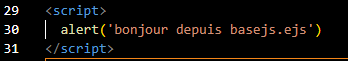 29 <script>
30 alert('bonjour depuis basejs.ejs')
31 </script>